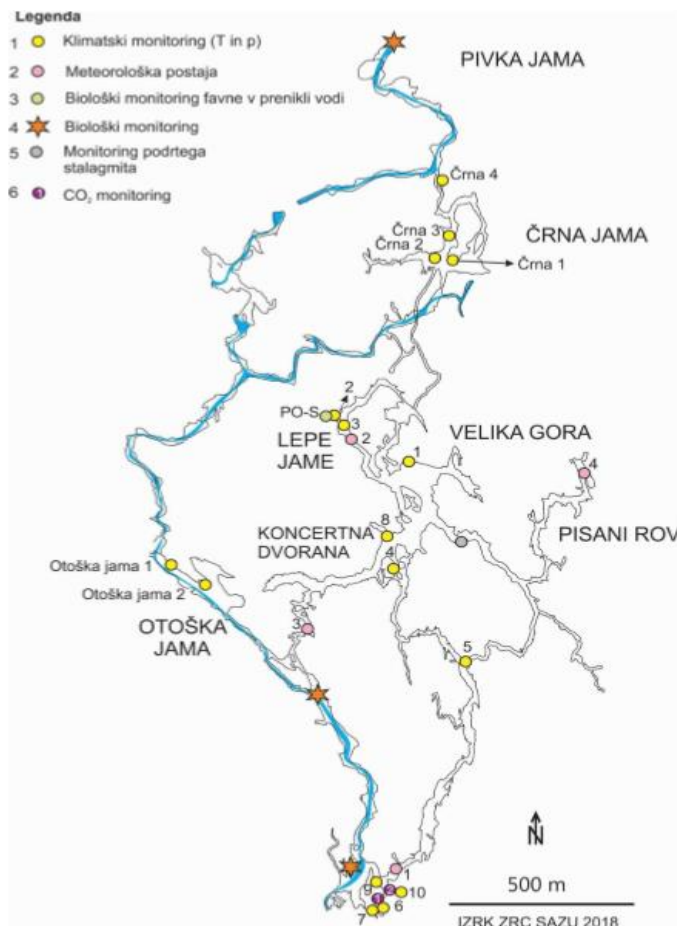 Legenda
1 Klimatski monitoring (T in p)
2 Meteorološka postaja
3 Biološki monitoring favne v prenikli vodi
4 Biološki monitoring
5 Monitoring podrtega
stalagmita
6 CO₂ monitoring
PIVKA JAMA
Črna 4
Črna 3
Črna 2
ČRNA JAMA
Črna 1
2
PO-S
3
2
LEPE
JAME
1
VELIKA GORA
4
PISANI ROV
8
KONCERTNA
DVORANA
4
Otoška jama 1
Otoška jama 2
OTOŠKA
JAMA
3
5
N
1
9
10
7
6
500 m
IZRK ZRC SAZU 2018